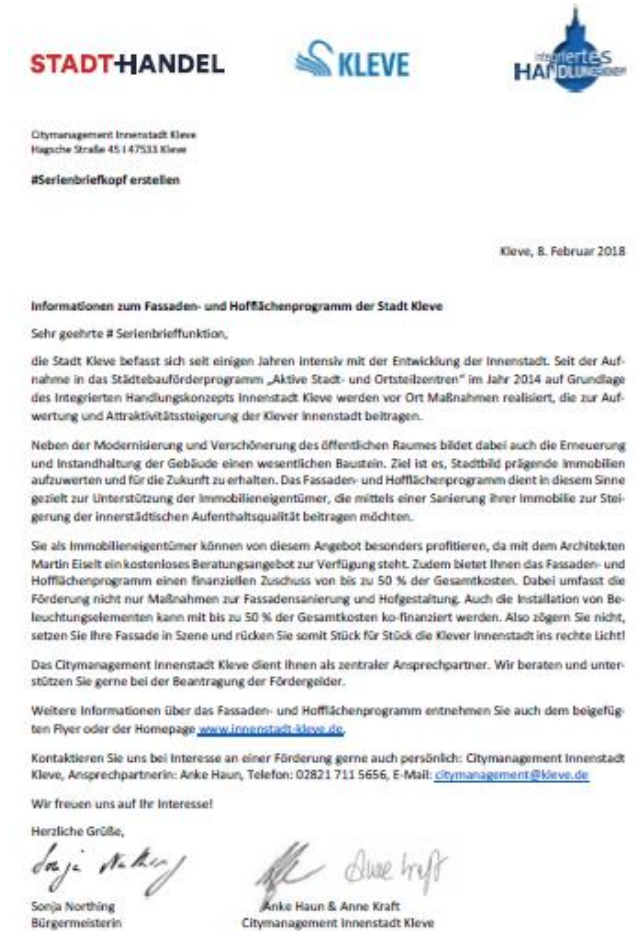 STADT+HANDEL
KLEVE
integriertes
HANDLUNGSKONZEPT
Citymanagement Innenstadt Kleve
Hagsche Straße 45 I 47533 Kleve
#Serienbriefkopf erstellen
Kleve, 8. Februar 2018
Informationen zum Fassaden- und Hofflächenprogramm der Stadt Kleve
Sehr geehrte # Serienbrieffunktion,
die Stadt Kleve befasst sich seit einigen Jahren intensiv mit der Entwicklung der Innenstadt. Seit der Auf-
nahme in das Städtebauförderprogramm „Aktive Stadt- und Ortsteilzentren" im Jahr 2014 auf Grundlage
des Integrierten Handlungskonzepts Innenstadt Kleve werden vor Ort Maßnahmen realisiert, die zur Auf-
wertung und Attraktivitätssteigerung der Klever Innenstadt beitragen.
Neben der Modernisierung und Verschönerung des öffentlichen Raumes bildet dabei auch die Erneuerung
und Instandhaltung der Gebäude einen wesentlichen Baustein. Ziel ist es, Stadtbild prägende Immobilien
aufzuwerten und für die Zukunft zu erhalten. Das Fassaden- und Hofflächenprogramm dient in diesem Sinne
gezielt zur Unterstützung der Immobilieneigentümer, die mittels einer Sanierung ihrer Immobilie zur Stei-
gerung der innerstädtischen Aufenthaltsqualität beitragen möchten.
Sie als Immobilieneigentümer können von diesem Angebot besonders profitieren, da mit dem Architekten
Martin Eiselt ein kostenloses Beratungsangebot zur Verfügung steht. Zudem bietet Ihnen das Fassaden- und
Hofflächenprogramm einen finanziellen Zuschuss von bis zu 50 % der Gesamtkosten. Dabei umfasst die
Förderung nicht nur Maßnahmen zur Fassadensanierung und Hofgestaltung. Auch die Installation von Be-
leuchtungselementen kann mit bis zu 50 % der Gesamtkosten ko-finanziert werden. Also zögern Sie nicht,
setzen Sie Ihre Fassade in Szene und rücken Sie somit Stück für Stück die Klever Innenstadt ins rechte Licht!
Das Citymanagement Innenstadt Kleve dient Ihnen als zentraler Ansprechpartner. Wir beraten und unter-
stützen Sie gerne bei der Beantragung der Fördergelder.
Weitere Informationen über das Fassaden- und Hofflächenprogramm entnehmen Sie auch dem beigefüg-
ten Flyer oder der Homepage www.innenstadt-kleve.de.
Kontaktieren Sie uns bei Interesse an einer Förderung gerne auch persönlich: Citymanagement Innenstadt
Kleve, Ansprechpartnerin: Anke Haun, Telefon: 02821 711 5656, E-Mail: citymanagement@kleve.de
Wir freuen uns auf Ihr Interesse!
Herzliche Grüße,
Sonja Northing
Anne Kraft
Sonja Northing
Anke Haun & Anne Kraft
Bürgermeisterin
Citymanagement Innenstadt Kleve